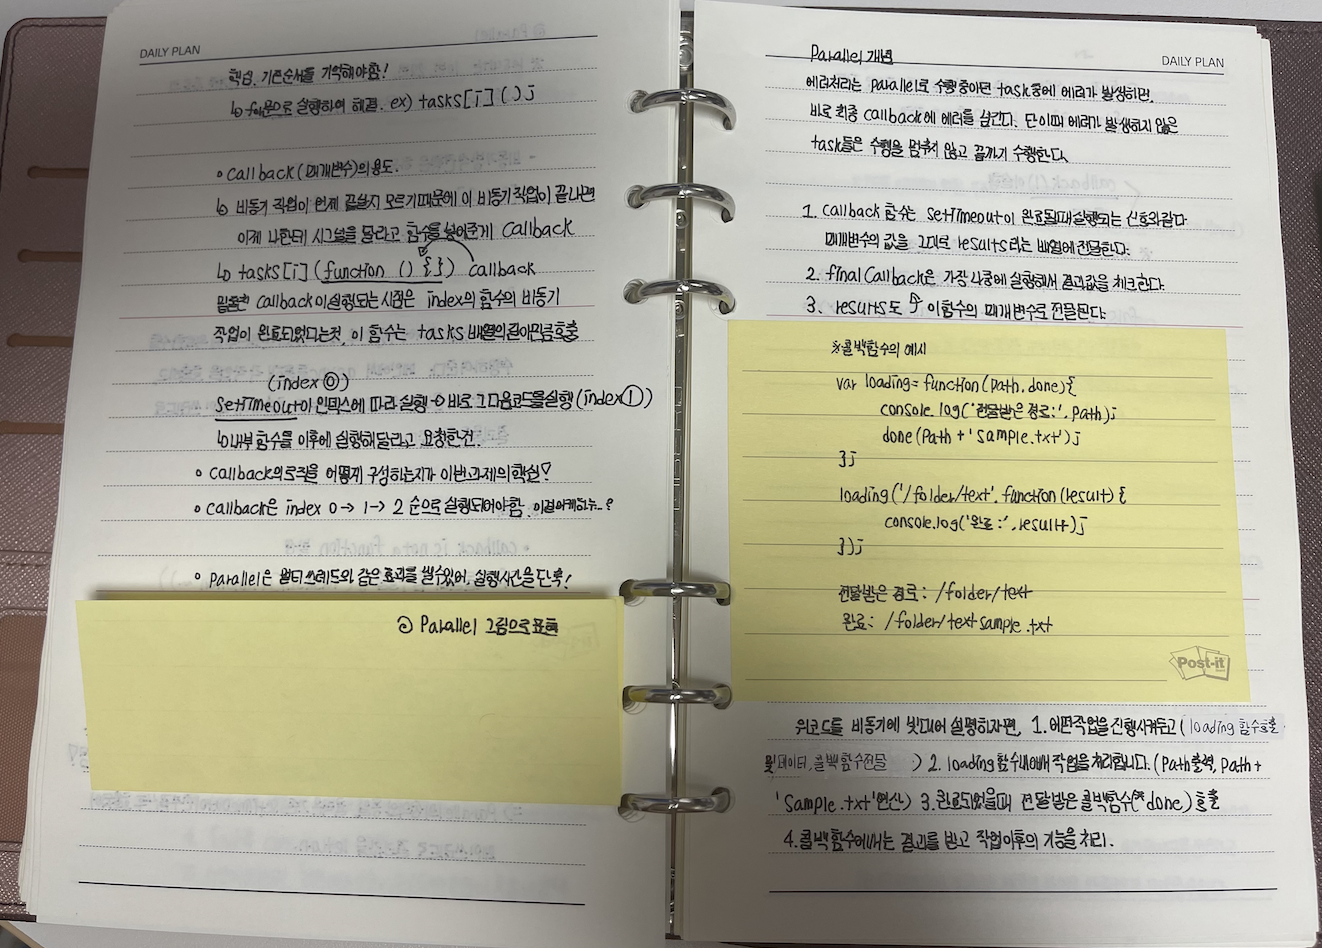 DAILY PLAN
핵심. 기존순서를 기억해야함!
↳ for문으로 실행하여 해결. ex) tasks[i]();
• callback(매개변수)의 용도.
↳ 비동기 작업이 언제 끝날지 모르기때문에 이 비동기작업이 끝나면
이제 나한테 시그널을 달라고 함수를 넣어준게 callback
↳ tasks[i](function () {}) callback
밑줄친 callback이 실행되는 시점은 index의 함수의 비동기
작업이 완료되었다는것, 이 함수는 tasks 배열의 길이만큼 호출
(index ⓪)
SetTimeout이 인덱스에 따라 실행 → 바로 그 다음코드를 실행 (index①)
↳ 내부 함수를 이후에 실행해달라고 요청한건.
• callback의 로직을 어떻게 구성하는지가 이번과제의 핵심!
• callback은 index 0 → 1 → 2 순으로 실행되어야함.
• Parallel은 멀티 쓰레드와 같은 효과를 낼수있어, 실행시간을 단축!
Parallel 그림으로 표현
DAILY PLAN
Parallel 개념
에러처리는 parallel로 수행중이던 task중에 에러가 발생하면,
바로 최종 callback에 에러를 넘긴다. 단 이때 에러가 발생하지 않은
task들은 수행을 멈추지 않고 끝까지 수행한다.
1. callback 함수는 setTimeout이 완료될때 실행되는 신호와 같다
매개변수의 값을 그대로 results라는 배열에 전달한다.
2. finalCallback은 가장 나중에 실행해서 결과값을 체크한다.
3. results도 이함수의 매개변수로 전달된다.
※콜백함수의 예시
var loading= function(path, done){
console.log('전달받은 경로:', path);
done(path + 'sample.txt');
};
loading('/folder/text', function(result){
console.log('완료:', result);
});
전달받은 경로: /folder/text
완료: /folder/textsample.txt
Post-it
위코드를 비동기에 빗대어 설명하자면, 1. 어떤작업을 진행시켜두고 (loading 함수호출
및 데이터, 콜백함수전달 ) 2. loading 함수내에서 작업을 처리합니다. (Path출력, Path +
'Sample.txt'연산) 3. 완료되었을때 전달받은 콜백함수(done) 호출
4. 콜백함수에서는 결과를 받고 작업이후의 기능을 처리.